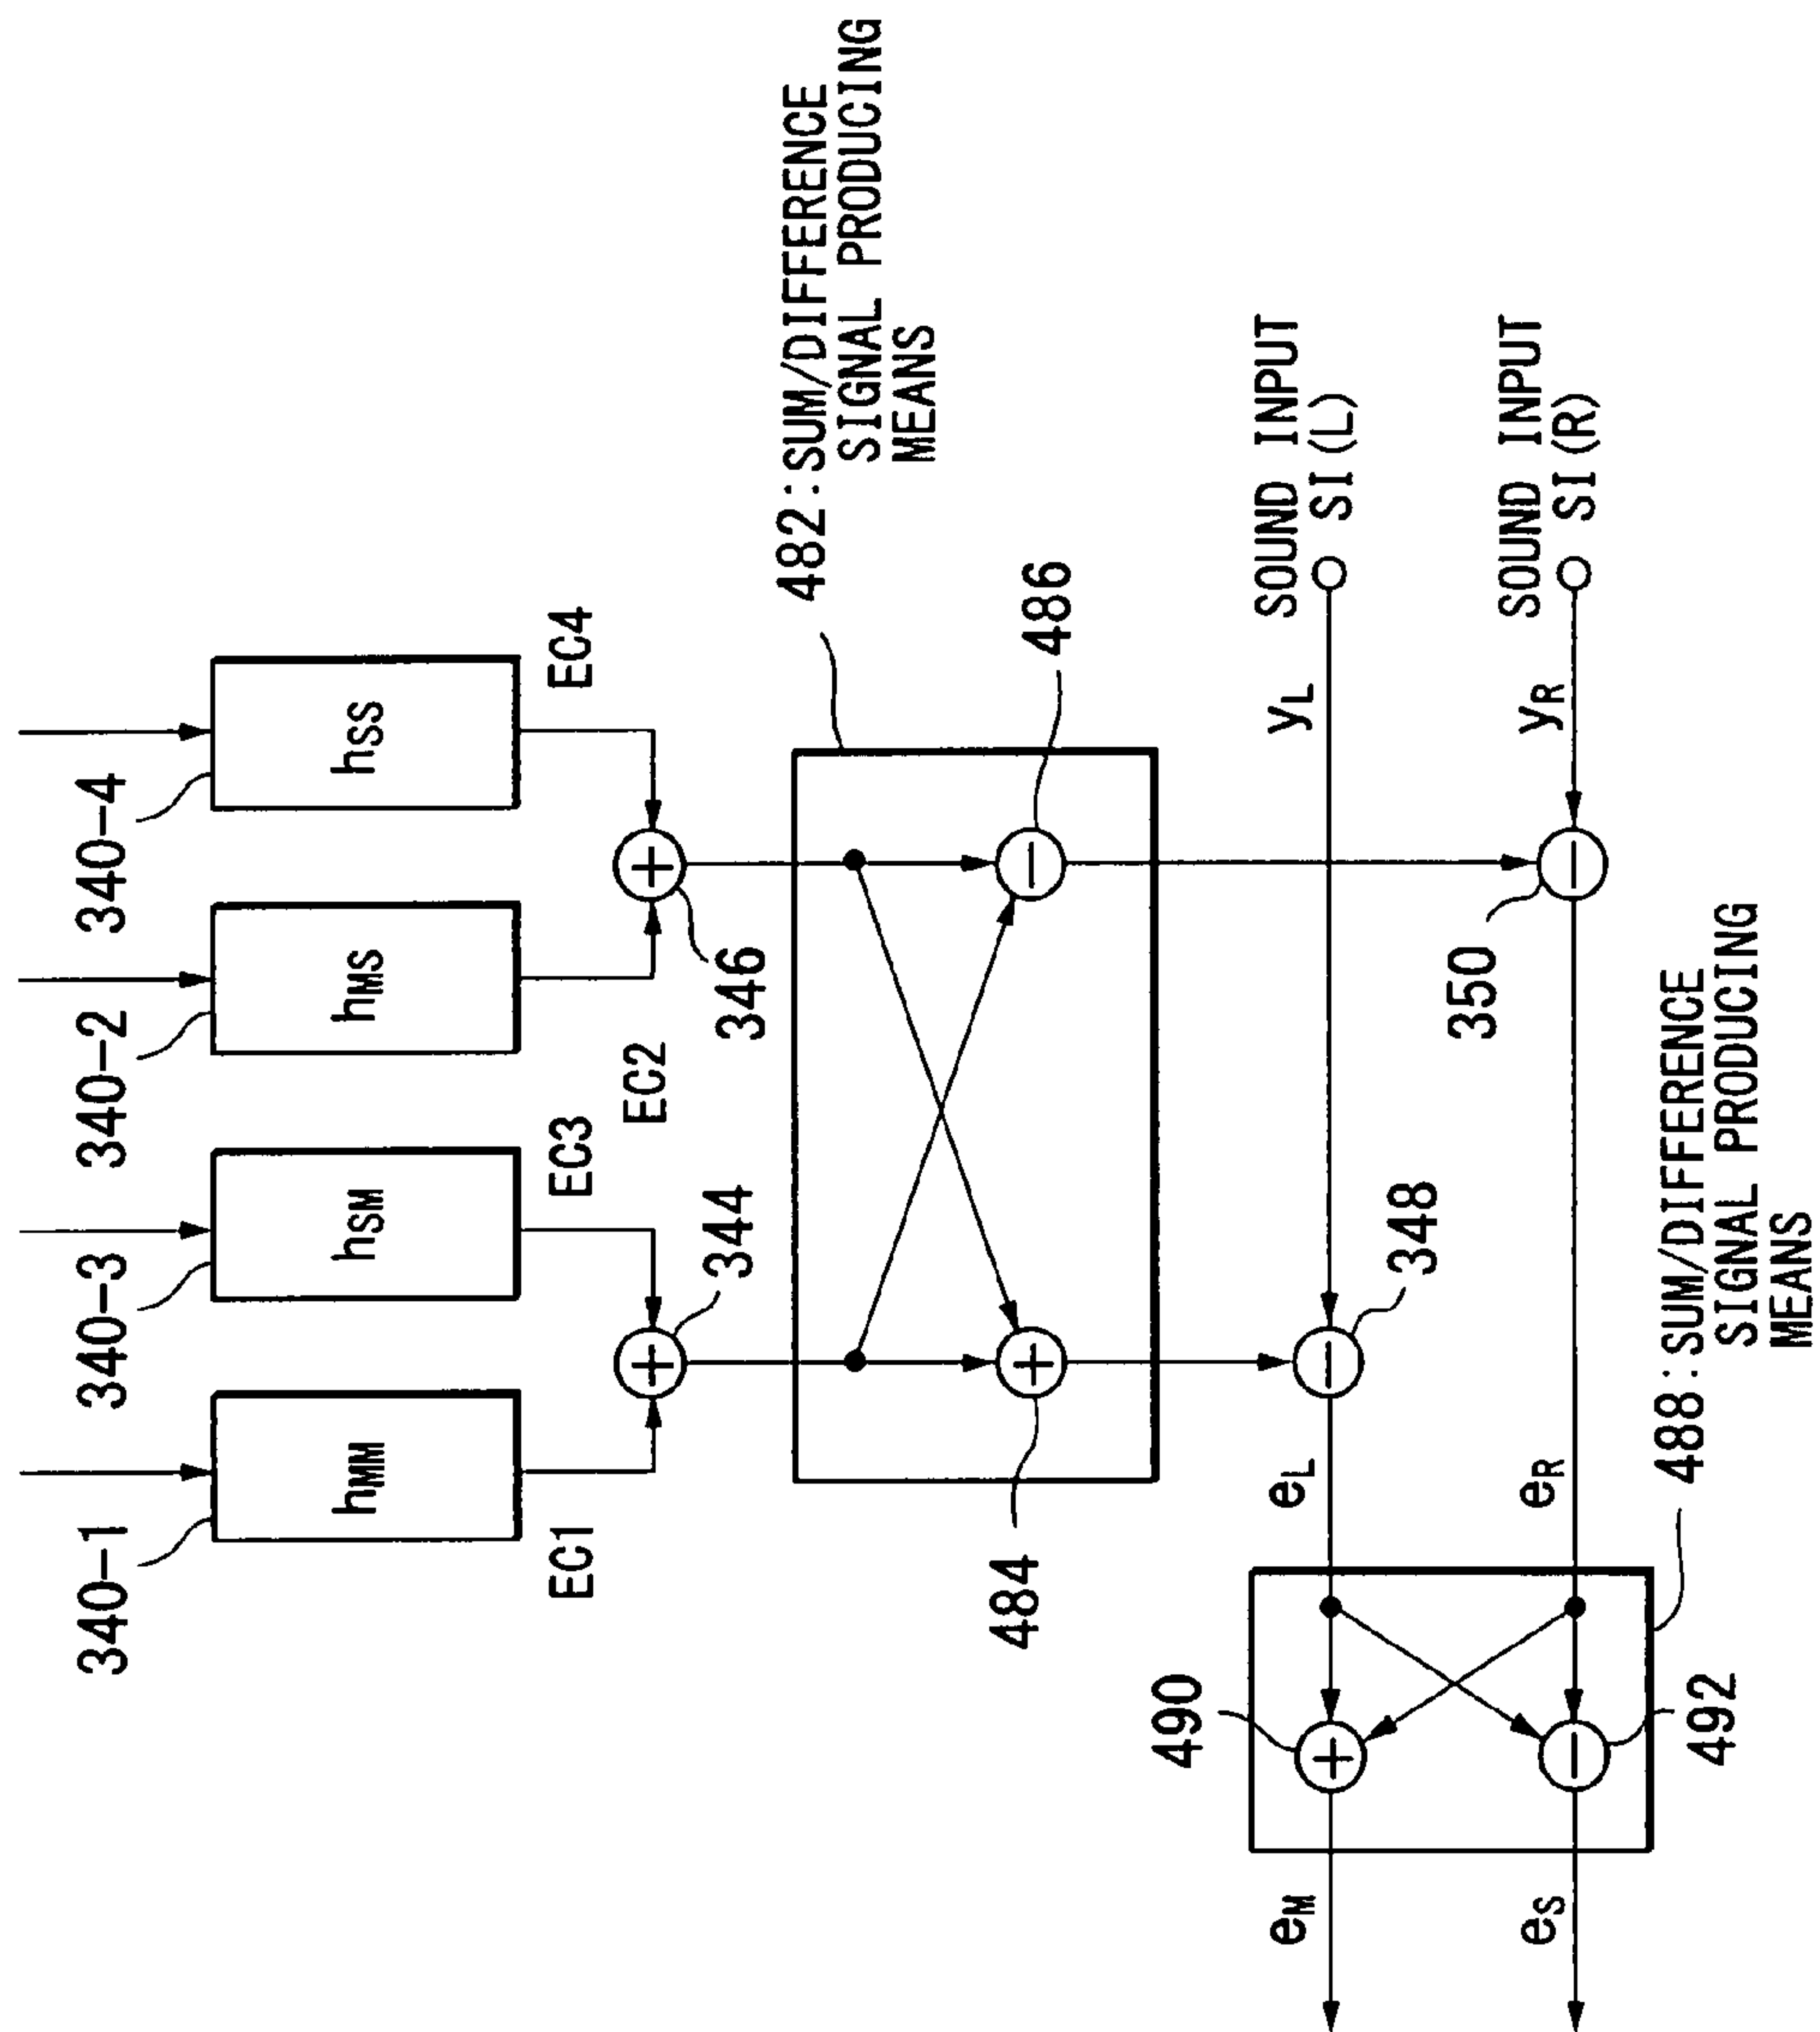 340-1
340-3
340-2
340-4
hMM
hSM
hMS
hSS
EC1
EC3
EC2
EC4
+
344
+
346
482:SUM/DIFFERENCE
SIGNAL PRODUCING
MEANS
484
+
−
486
SOUND INPUT
SI(L)
yL
−
348
eL
SOUND INPUT
SI(R)
yR
−
350
eR
490
+
−
492
eM
eS
488:SUM/DIFFERENCE
SIGNAL PRODUCING
MEANS